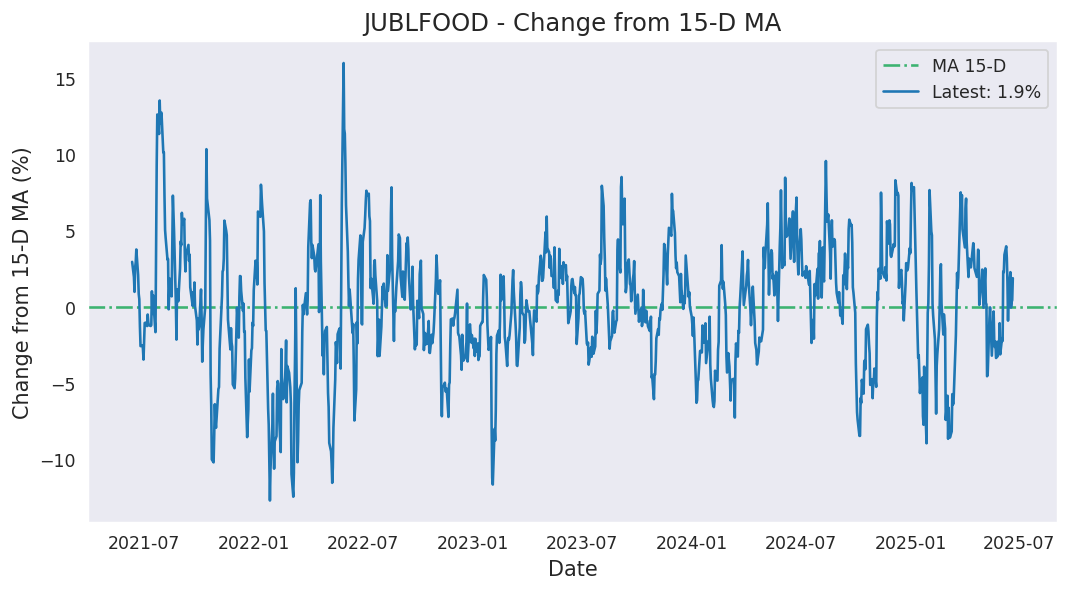 JUBLFOOD - Change from 15-D MA
MA 15-D
Latest: 1.9%
Change from 15-D MA (%)
15
10
5
0
−5
−10
2021-07 2022-01 2022-07 2023-01 2023-07 2024-01 2024-07 2025-01 2025-07
Date